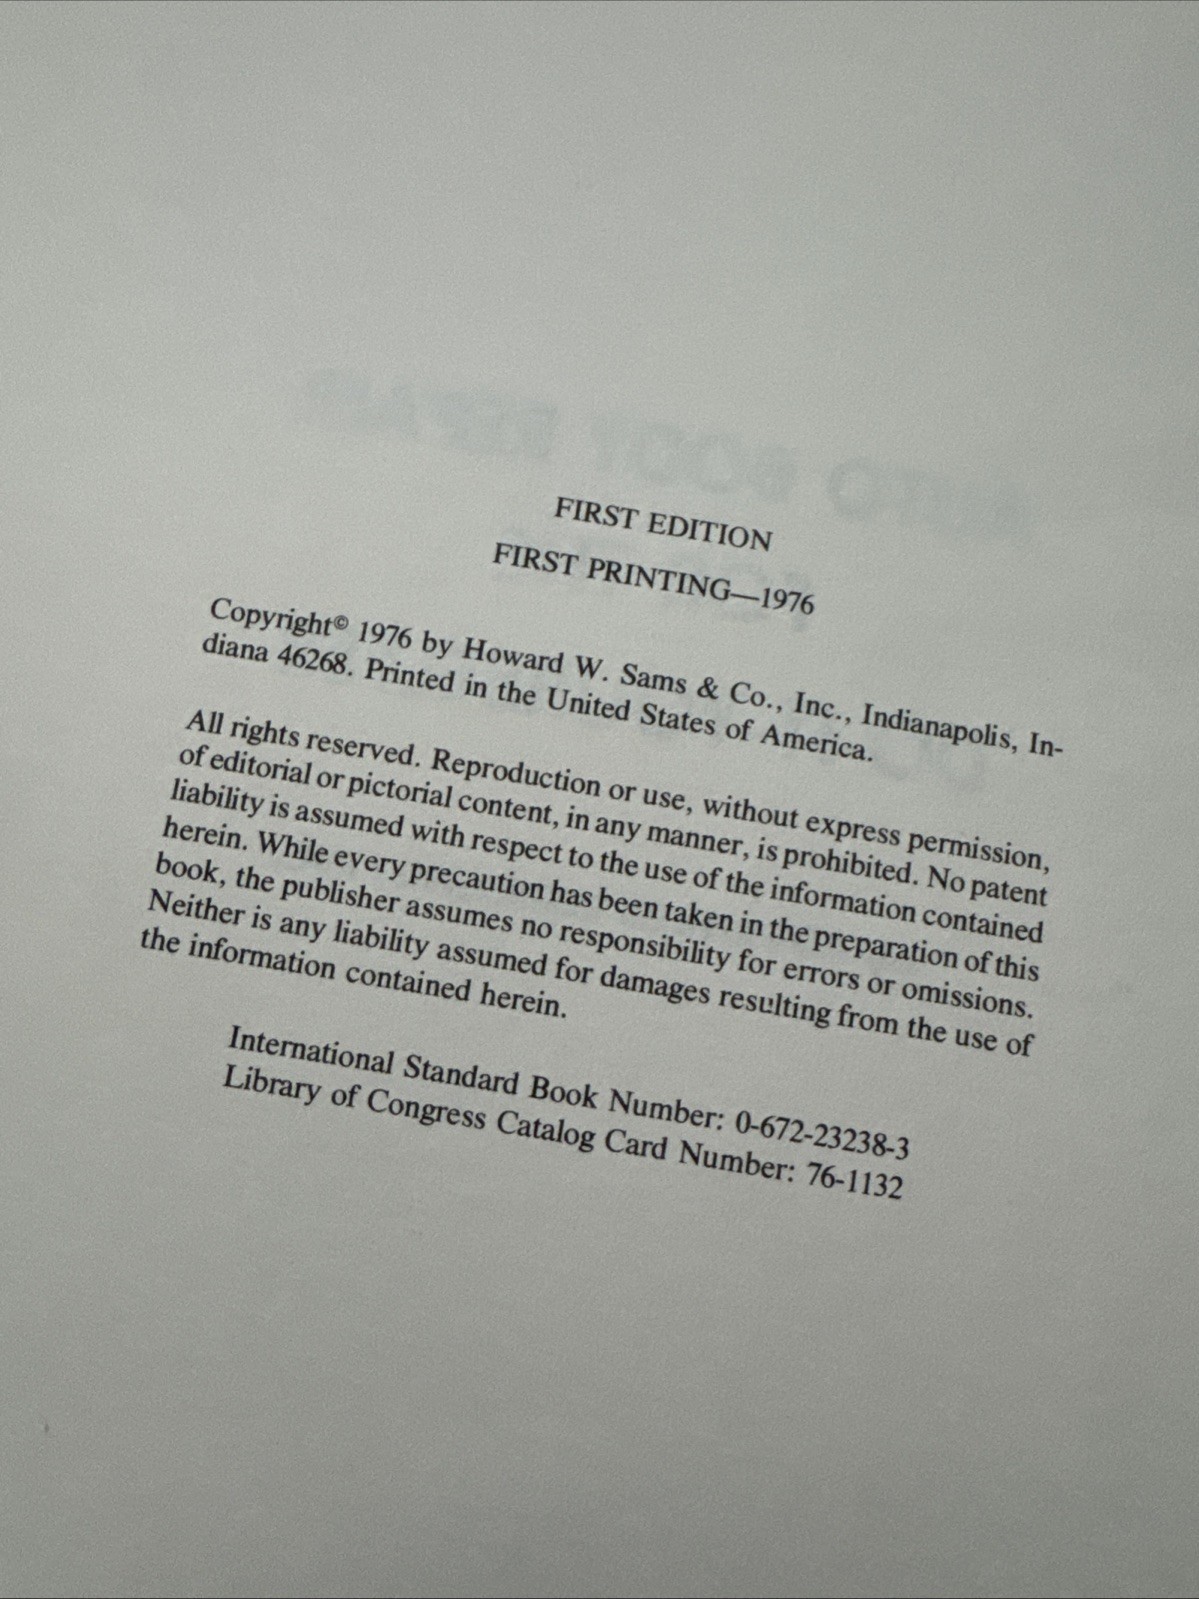 FIRST EDITION
FIRST PRINTING—1976
Copyright© 1976 by Howard W. Sams & Co., Inc., Indianapolis, In-
diana 46268. Printed in the United States of America.
All rights reserved. Reproduction or use, without express permission,
of editorial or pictorial content, in any manner, is prohibited. No patent
liability is assumed with respect to the use of the information contained
herein. While every precaution has been taken in the preparation of this
book, the publisher assumes no responsibility for errors or omissions.
Neither is any liability assumed for damages resulting from the use of
the information contained herein.
International Standard Book Number: 0-672-23238-3
Library of Congress Catalog Card Number: 76-1132